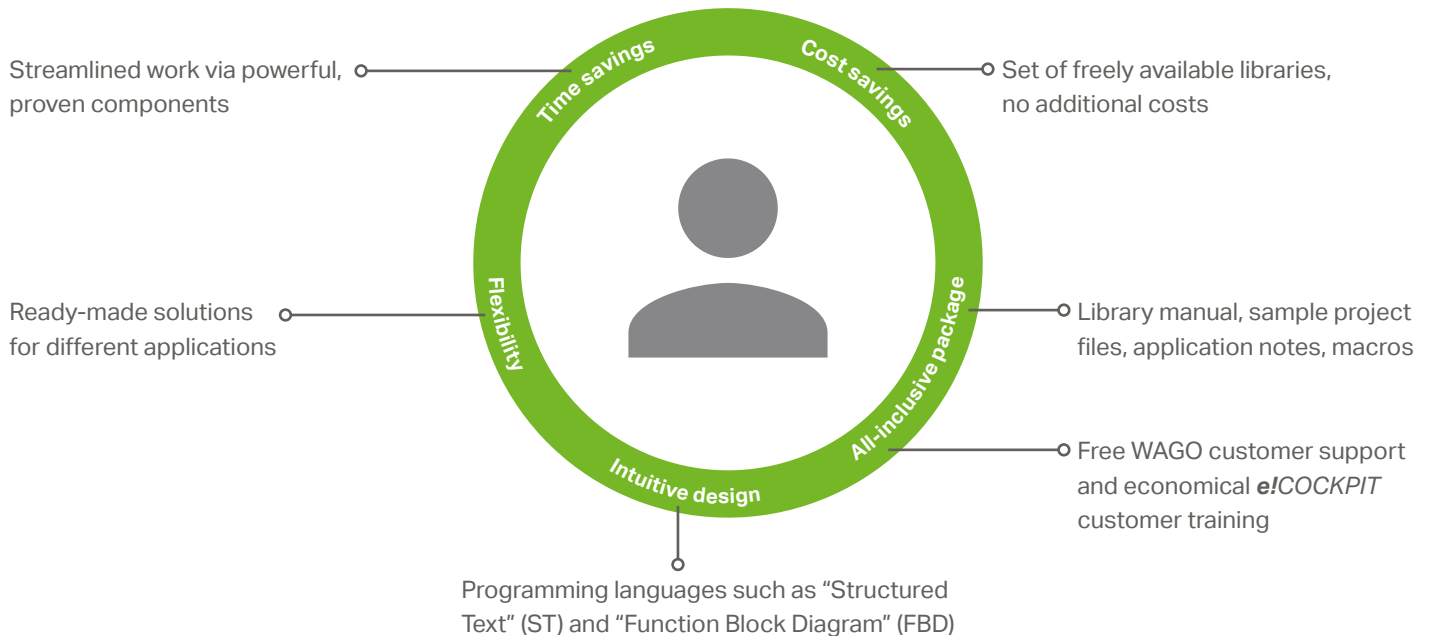 Time savings
Cost savings
Streamlined work via powerful,
proven components
Set of freely available libraries,
no additional costs
Flexibility
Ready-made solutions
for different applications
All-inclusive package
Library manual, sample project
files, application notes, macros
Free WAGO customer support
and economical e!COCKPIT
customer training
Intuitive design
Programming languages such as “Structured
Text” (ST) and “Function Block Diagram” (FBD)